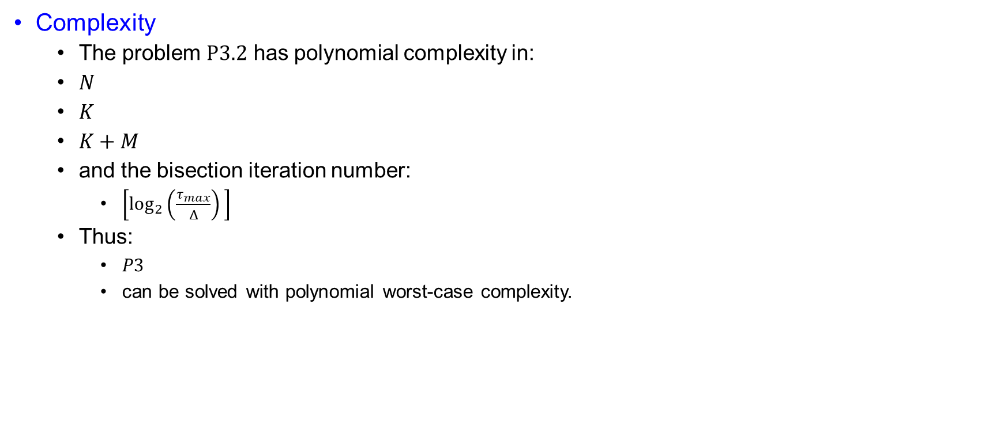 • Complexity
• The problem P3.2 has polynomial complexity in:
• N
• K
• K + M
• and the bisection iteration number:
• [log₂ (τₘₐₓ/Δ)]
• Thus:
• P3
• can be solved with polynomial worst-case complexity.